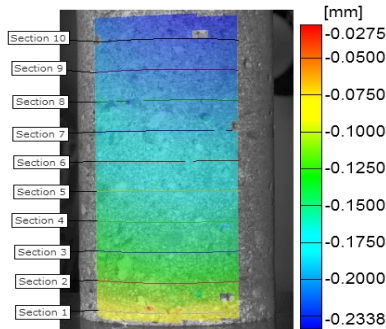 [mm]
Section 10
Section 9
Section 8
Section 7
Section 6
Section 5
Section 4
Section 3
Section 2
Section 1
-0.0275
-0.0500
-0.0750
-0.1000
-0.1250
-0.1500
-0.1750
-0.2000
-0.2338